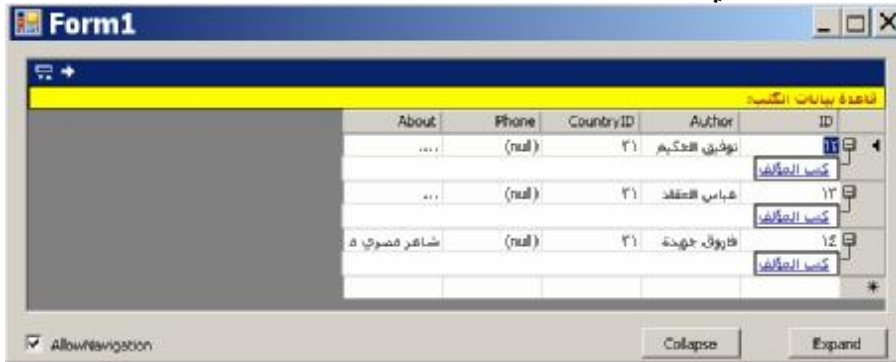 Form1
قاعدة بيانات الكتب:
ID Author CountryID Phone About
١٢ توفيق الحكيم ٢١ (null) ....
كتب المؤلف
١٣ عباس العقاد ٢١ (null) ...
كتب المؤلف
١٤ فاروق جويدة ٢١ (null) شاعر مصري م
كتب المؤلف
AllowNavigation Collapse Expand